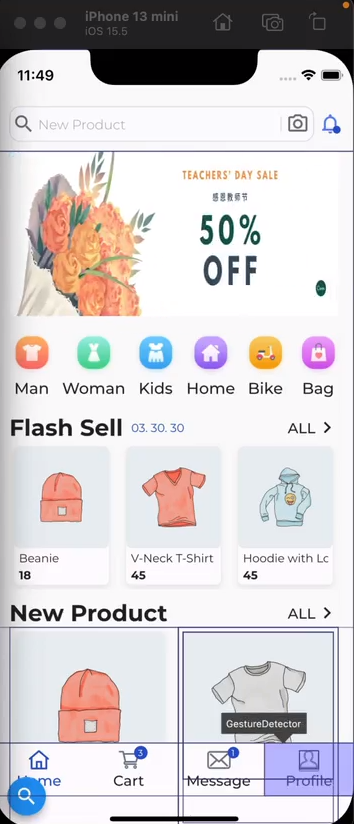 iPhone 13 mini
iOS 15.5
11:49
New Product
TEACHERS' DAY SALE
感恩教师节
50%
OFF
Man
Woman
Kids
Home
Bike
Bag
Flash Sell
03. 30. 30
ALL
Beanie
18
V-Neck T-Shirt
45
Hoodie with Lo
45
New Product
ALL
GestureDetector
3
1
Home
Cart
Message
Profile